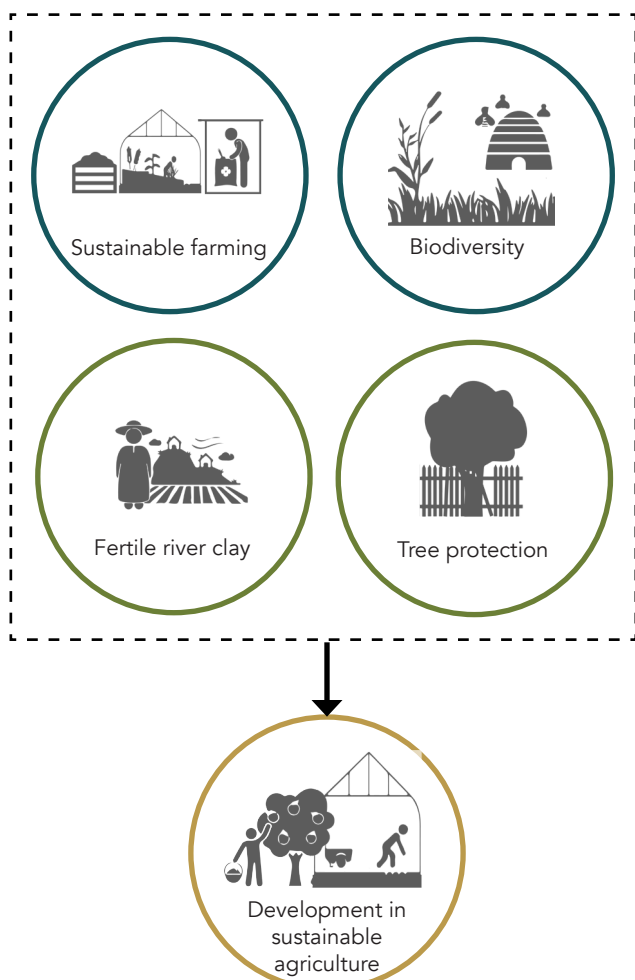 Sustainable farming
Biodiversity
Fertile river clay
Tree protection
Development in
sustainable
agriculture